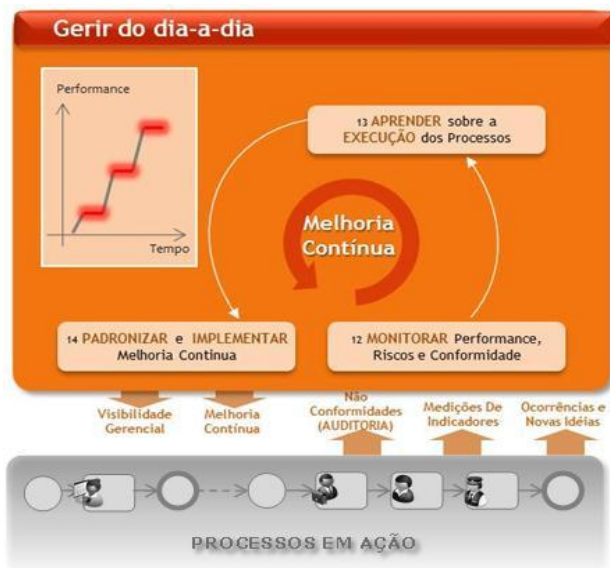 Gerir do dia-a-dia
Performance
Tempo
13 APRENDER sobre a
EXECUÇÃO dos Processos
Melhoria
Contínua
14 PADRONIZAR e IMPLEMENTAR
Melhoria Continua
12 MONITORAR Performance,
Riscos e Conformidade
Visibilidade
Gerencial
Melhoria
Contínua
Não
Conformidades
(AUDITORIA)
Medições De
Indicadores
Ocorrências e
Novas Idéias
PROCESSOS EM AÇÃO